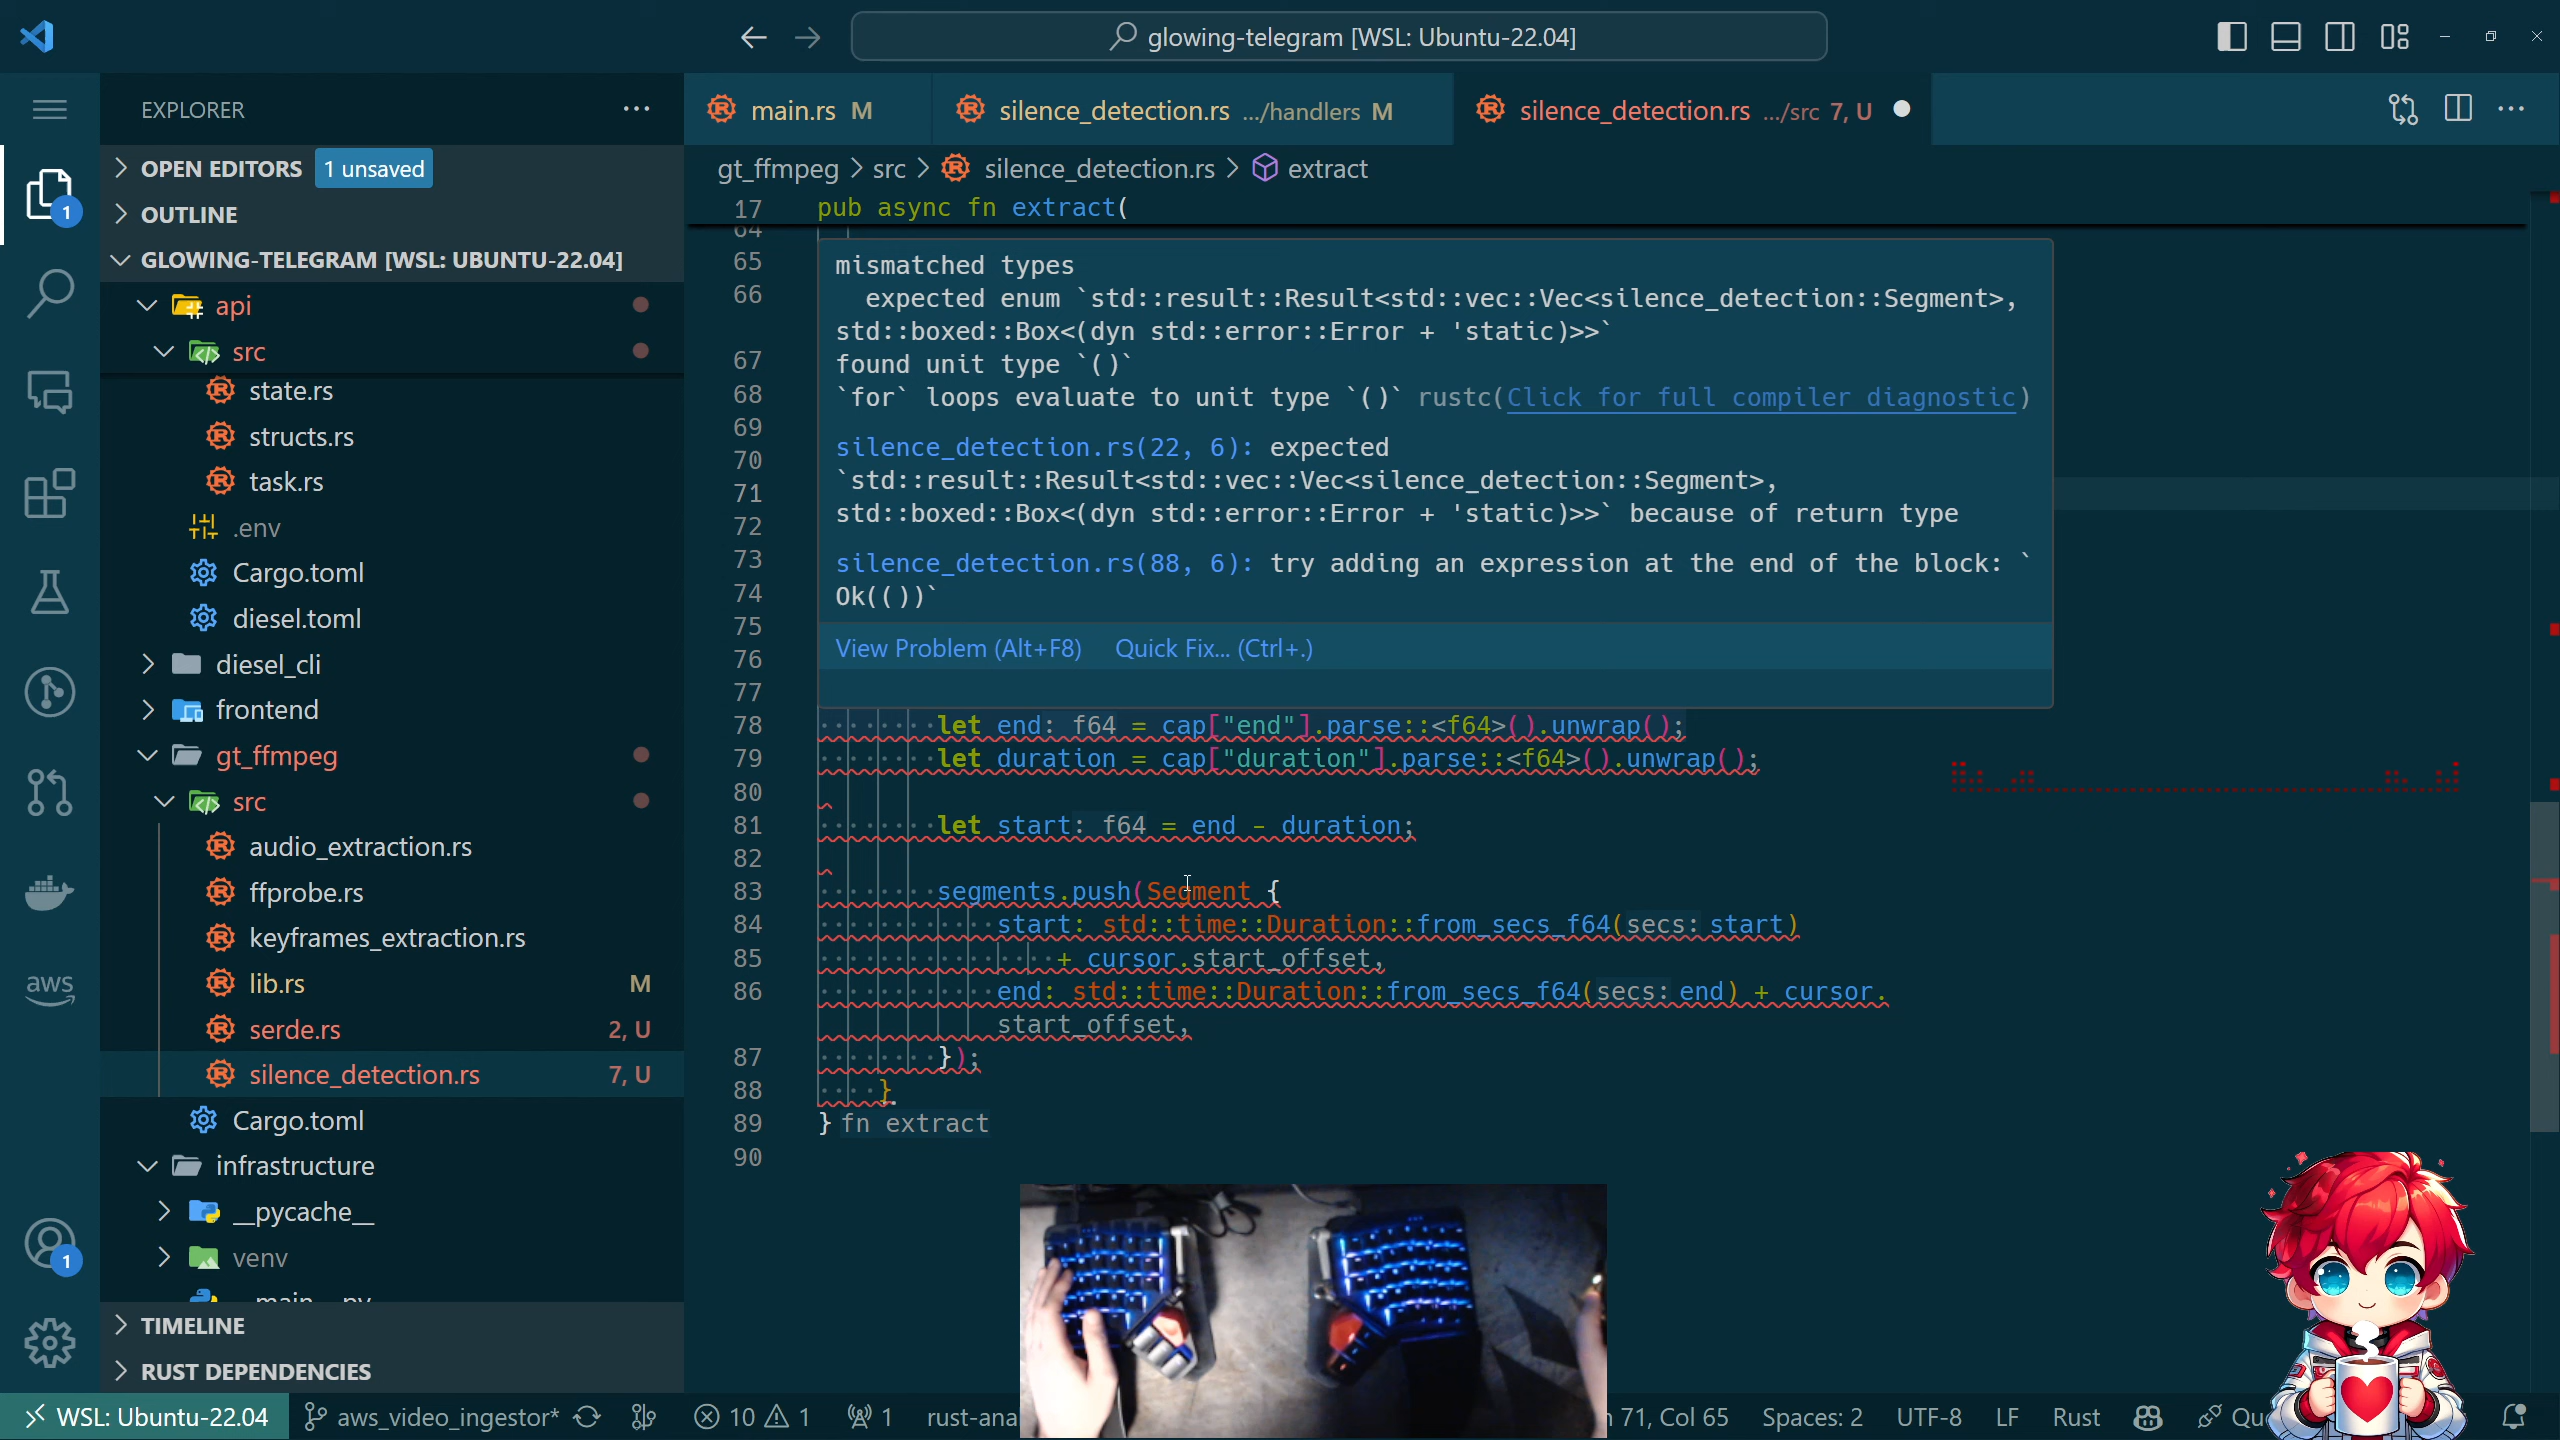 glowing-telegram [WSL: Ubuntu-22.04]
EXPLORER
main.rs M
silence_detection.rs .../handlers M
silence_detection.rs .../src 7, U
OPEN EDITORS 1 unsaved
OUTLINE
GLOWING-TELEGRAM [WSL: UBUNTU-22.04]
api
src
state.rs
structs.rs
task.rs
.env
Cargo.toml
diesel.toml
diesel_cli
frontend
gt_ffmpeg
src
audio_extraction.rs
ffprobe.rs
keyframes_extraction.rs
lib.rs M
serde.rs 2, U
silence_detection.rs 7, U
Cargo.toml
infrastructure
__pycache__
venv
TIMELINE
RUST DEPENDENCIES
1
aws
1
gt_ffmpeg > src > silence_detection.rs > extract
17 pub async fn extract(
64
65
66
67
68
69
70
71
72
73
74
75
76
77
mismatched types
expected enum `std::result::Result<std::vec::Vec<silence_detection::Segment>,
std::boxed::Box<(dyn std::error::Error + 'static)>>`
found unit type `()`
`for` loops evaluate to unit type `()` rustc(Click for full compiler diagnostic)
silence_detection.rs(22, 6): expected
`std::result::Result<std::vec::Vec<silence_detection::Segment>,
std::boxed::Box<(dyn std::error::Error + 'static)>>` because of return type
silence_detection.rs(88, 6): try adding an expression at the end of the block: `
Ok(())`
View Problem (Alt+F8) Quick Fix... (Ctrl+.)
78 let end: f64 = cap["end"].parse::<f64>().unwrap();
79 let duration = cap["duration"].parse::<f64>().unwrap();
80
81 let start: f64 = end - duration;
82
83 segments.push(Segment {
84 start: std::time::Duration::from_secs_f64(secs: start)
85 + cursor.start_offset,
86 end: std::time::Duration::from_secs_f64(secs: end) + cursor.
start_offset,
87 });
88 }
89 } fn extract
90
WSL: Ubuntu-22.04 aws_video_ingestor* 10 1 1 rust-ana
71, Col 65 Spaces: 2 UTF-8 LF Rust